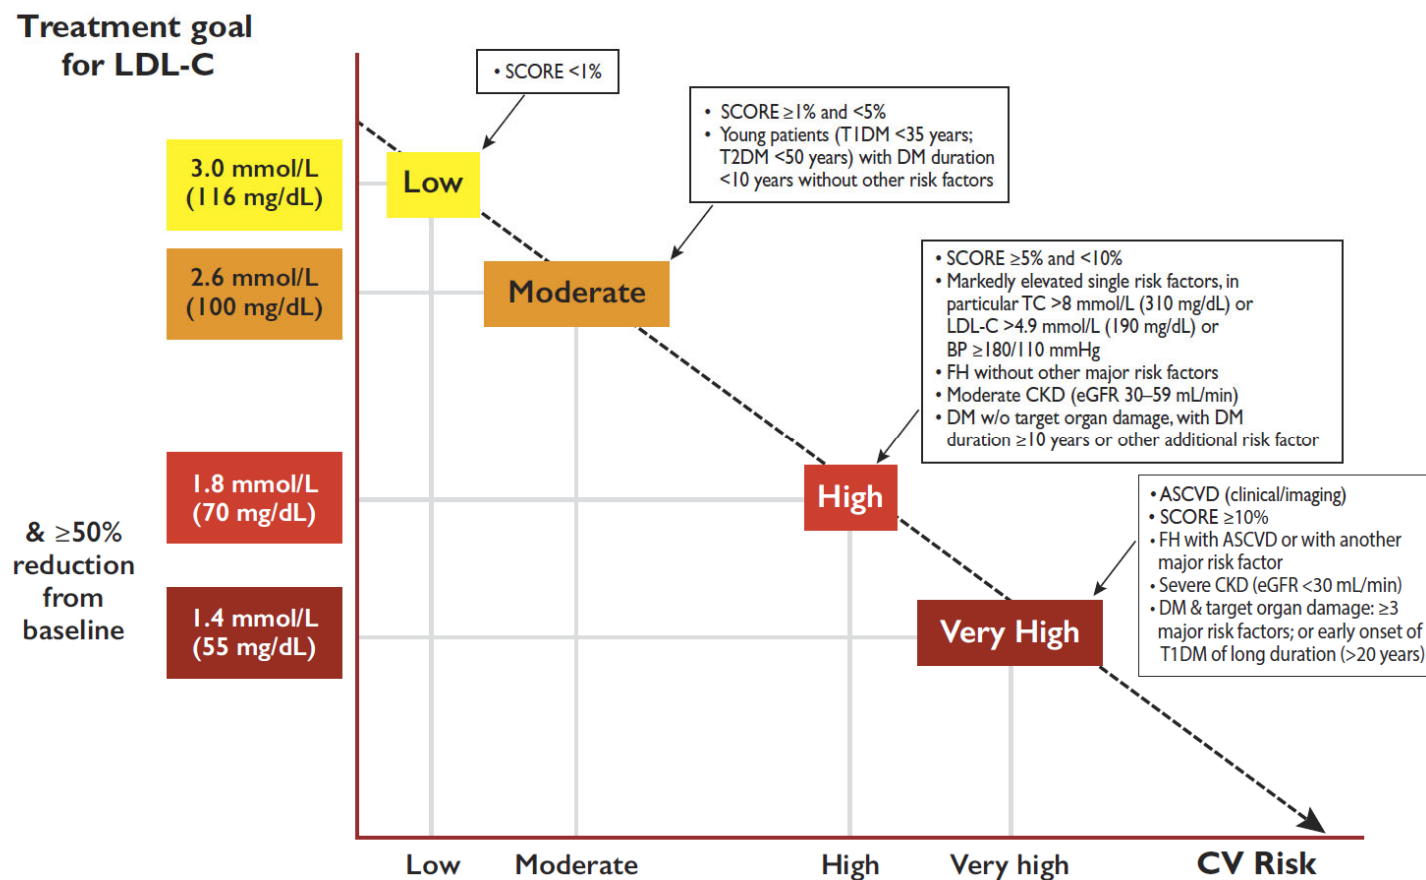 Treatment goal
for LDL-C
• SCORE <1%
• SCORE ≥1% and <5%
• Young patients (T1DM <35 years;
T2DM <50 years) with DM duration
<10 years without other risk factors
3.0 mmol/L
(116 mg/dL)
Low
2.6 mmol/L
(100 mg/dL)
Moderate
• SCORE ≥5% and <10%
• Markedly elevated single risk factors, in
particular TC >8 mmol/L (310 mg/dL) or
LDL-C >4.9 mmol/L (190 mg/dL) or
BP ≥180/110 mmHg
• FH without other major risk factors
• Moderate CKD (eGFR 30–59 mL/min)
• DM w/o target organ damage, with DM
duration ≥10 years or other additional risk factor
1.8 mmol/L
(70 mg/dL)
High
• ASCVD (clinical/imaging)
• SCORE ≥10%
• FH with ASCVD or with another
major risk factor
• Severe CKD (eGFR <30 mL/min)
• DM & target organ damage: ≥3
major risk factors; or early onset of
T1DM of long duration (>20 years)
& ≥50%
reduction
from
baseline
1.4 mmol/L
(55 mg/dL)
Very High
Low
Moderate
High
Very high
CV Risk